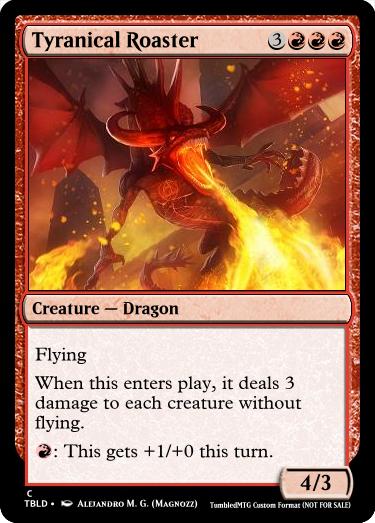 Tyranical Roaster 3
Creature — Dragon
Flying
When this enters play, it deals 3
damage to each creature without
flying.
: This gets +1/+0 this turn.
4/3
C
TBLD • Alejandro M. G. (Magnozz)
TumbledMTG Custom Format (NOT FOR SALE)